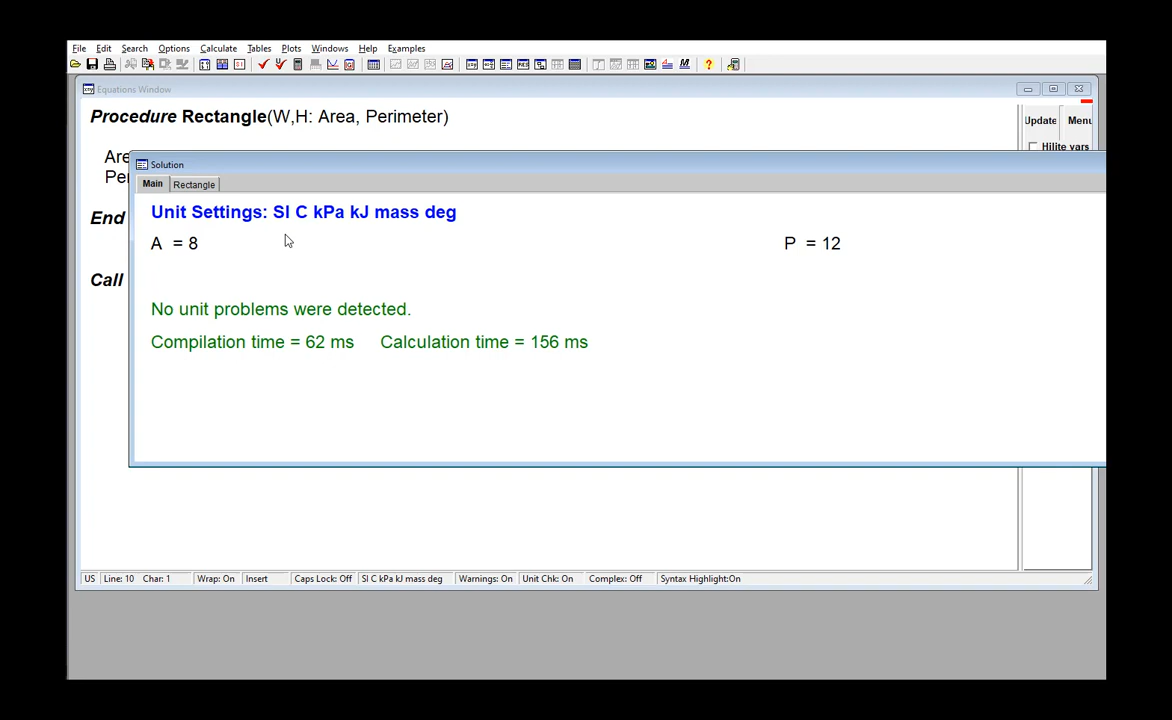 File Edit Search Options Calculate Tables Plots Windows Help Examples
Equations Window
Procedure Rectangle(W,H: Area, Perimeter)
Update Menu
Hilite vars
Solution
Main Rectangle
End
Call
Unit Settings: SI C kPa kJ mass deg
A = 8 P = 12
No unit problems were detected.
Compilation time = 62 ms Calculation time = 156 ms
US Line: 10 Char: 1 Wrap: On Insert Caps Lock: Off SI C kPa kJ mass deg Warnings: On Unit Chk: On Complex: Off Syntax Highlight:On